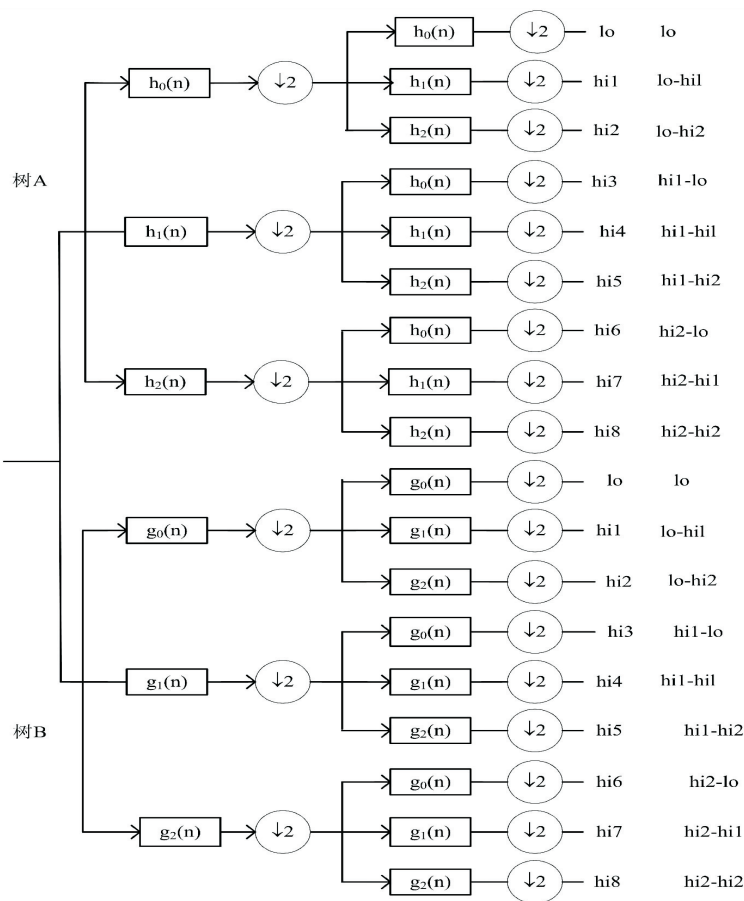 h₀(n) ↓2 lo lo
h₀(n) ↓2 h₁(n) ↓2 hi1 lo-hil
h₂(n) ↓2 hi2 lo-hi2
树A
h₀(n) ↓2 hi3 hi1-lo
h₁(n) ↓2 h₁(n) ↓2 hi4 hi1-hil
h₂(n) ↓2 hi5 hi1-hi2
h₀(n) ↓2 hi6 hi2-lo
h₂(n) ↓2 h₁(n) ↓2 hi7 hi2-hi1
h₂(n) ↓2 hi8 hi2-hi2
g₀(n) ↓2 lo lo
g₀(n) ↓2 g₁(n) ↓2 hi1 lo-hil
g₂(n) ↓2 hi2 lo-hi2
g₀(n) ↓2 hi3 hi1-lo
g₁(n) ↓2 g₁(n) ↓2 hi4 hi1-hil
树B
g₂(n) ↓2 hi5 hi1-hi2
g₀(n) ↓2 hi6 hi2-lo
g₂(n) ↓2 g₁(n) ↓2 hi7 hi2-hi1
g₂(n) ↓2 hi8 hi2-hi2